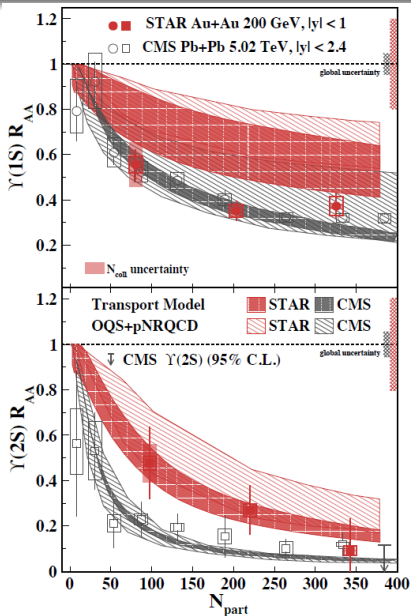 STAR Au+Au 200 GeV, |y| < 1
CMS Pb+Pb 5.02 TeV, |y| < 2.4
global uncertainty
1.2
1
0.8
0.6
0.4
0.2
ϒ(1S) R_AA
N_coll uncertainty
Transport Model STAR CMS
OQS+pNRQCD STAR CMS
global uncertainty
CMS ϒ(2S) (95% C.L.)
1.2
1
0.8
0.6
0.4
0.2
0
ϒ(2S) R_AA
0 50 100 150 200 250 300 350 400
N_part